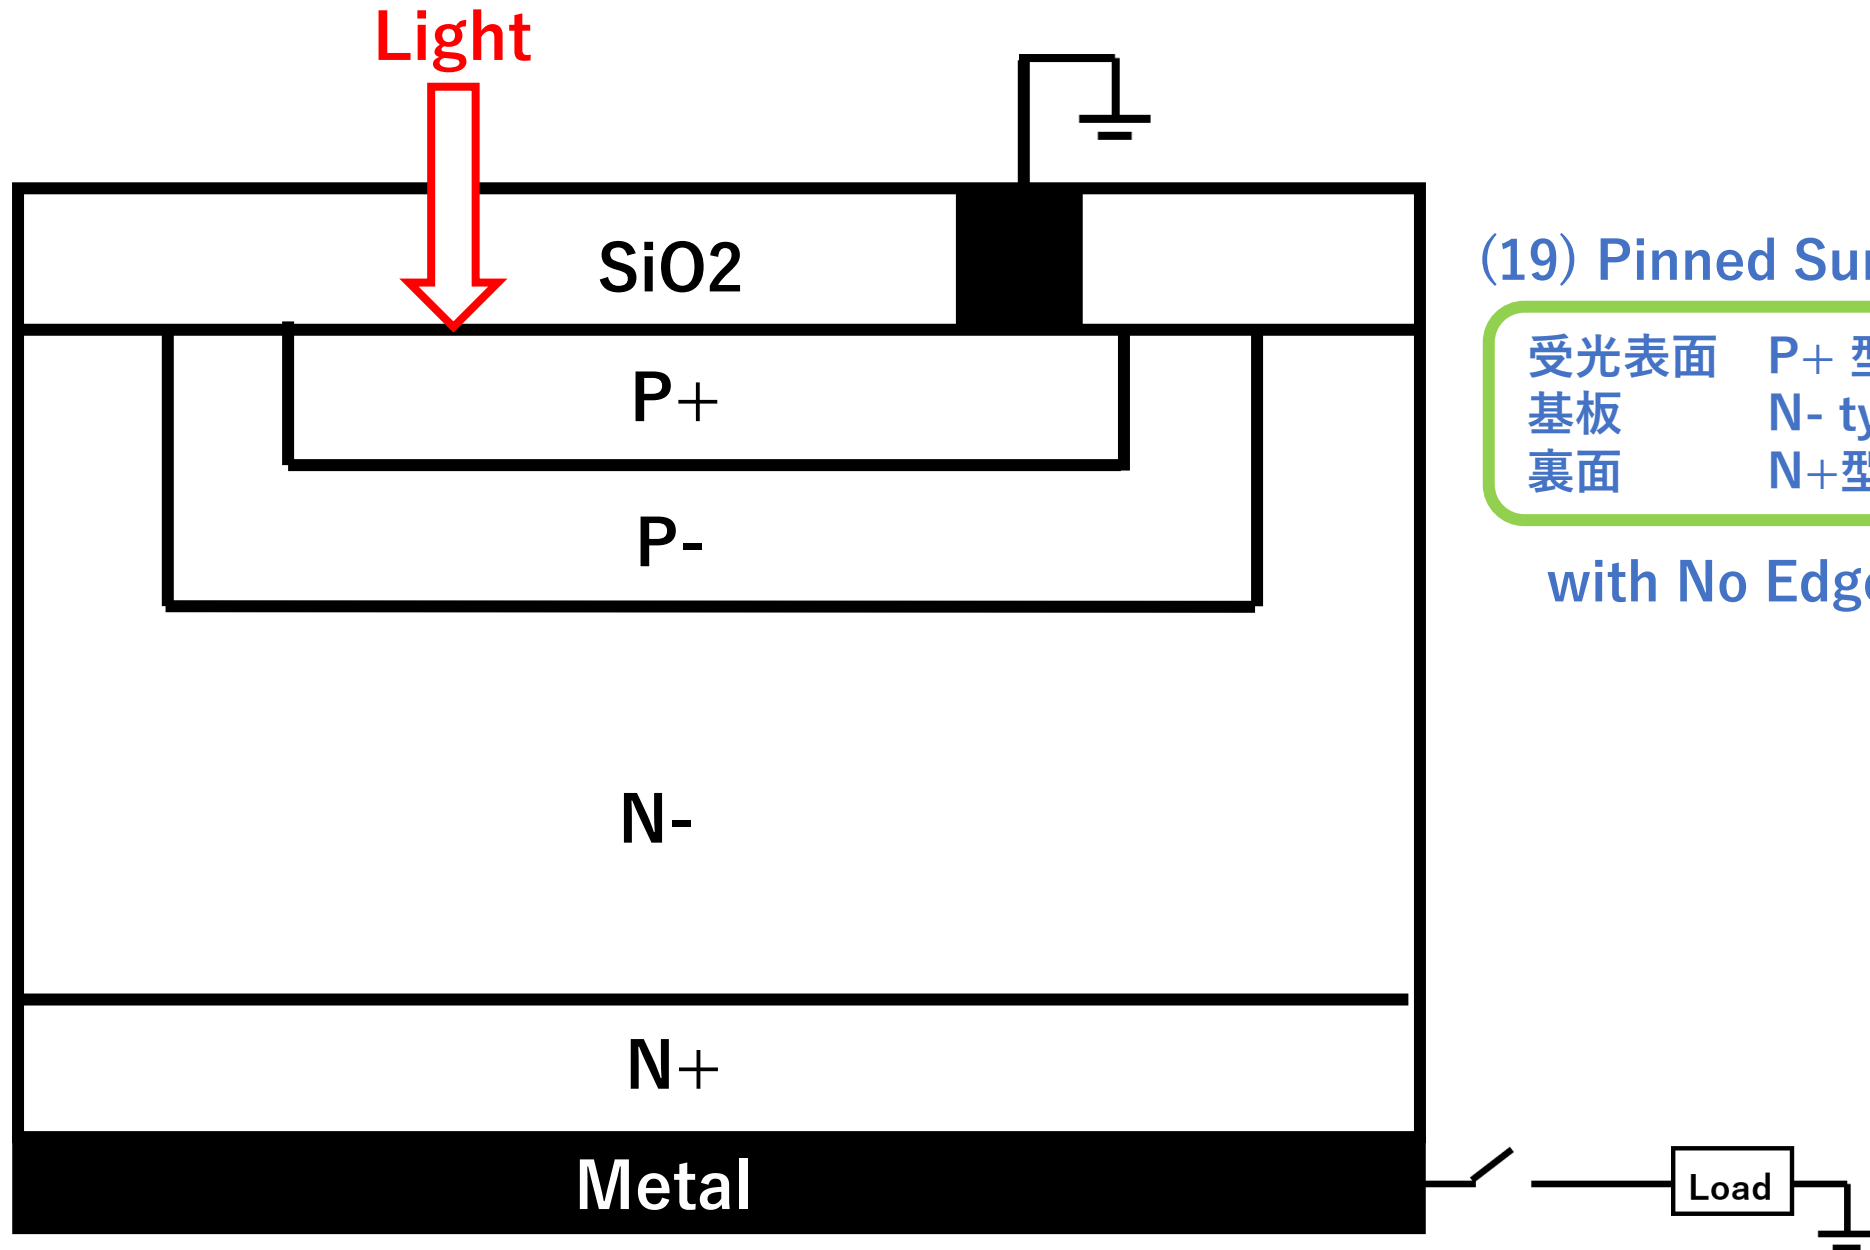 Light
SiO2
(19) Pinned
P+
受光表面 P+
基板 N-
裏面
P-
with No
N-
N+
Metal
Load